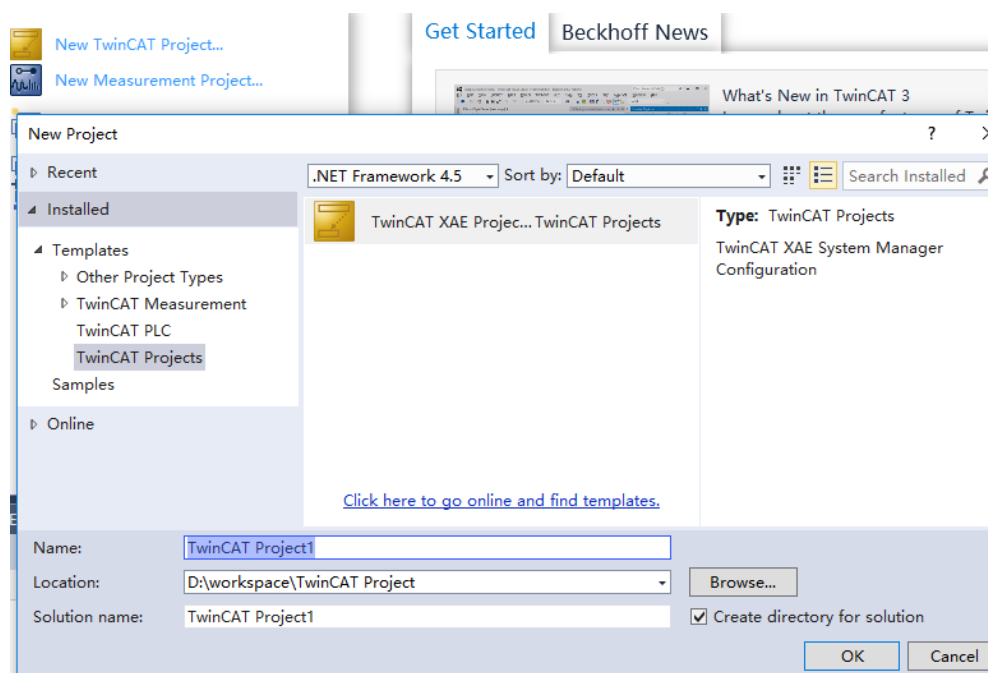 New TwinCAT Project...
New Measurement Project...
Get Started
Beckhoff News
What's New in TwinCAT 3
New Project
?
Recent
.NET Framework 4.5
Sort by:
Default
Search Installed
Installed
Templates
Other Project Types
TwinCAT Measurement
TwinCAT PLC
TwinCAT Projects
Samples
Online
TwinCAT XAE Projec... TwinCAT Projects
Type: TwinCAT Projects
TwinCAT XAE System Manager
Configuration
Click here to go online and find templates.
Name:
TwinCAT Project1
Location:
D:\workspace\TwinCAT Project
Browse...
Solution name:
TwinCAT Project1
Create directory for solution
OK
Cancel